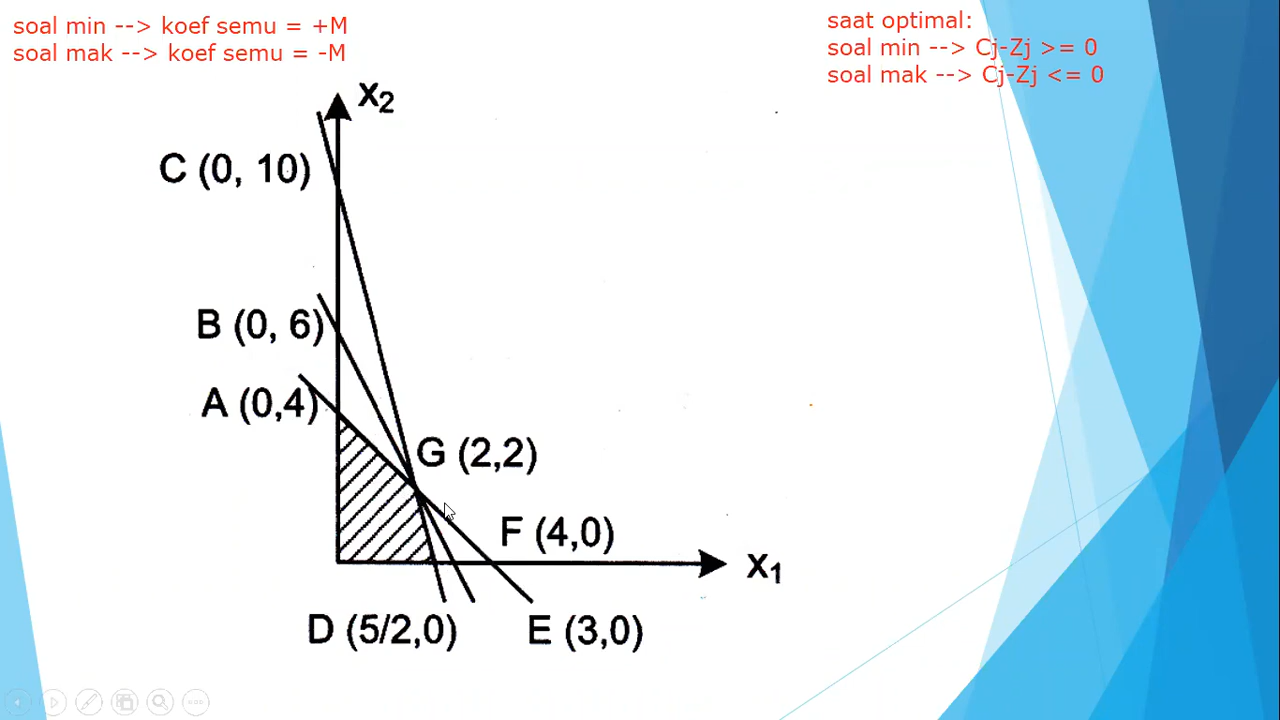 soal min --> koef semu = +M
soal mak --> koef semu = -M
saat optimal:
soal min --> Cj-Zj >= 0
soal mak --> Cj-Zj <= 0
X₂
C (0, 10)
B (0, 6)
A (0,4)
G (2,2)
F (4,0)
X₁
D (5/2,0)
E (3,0)